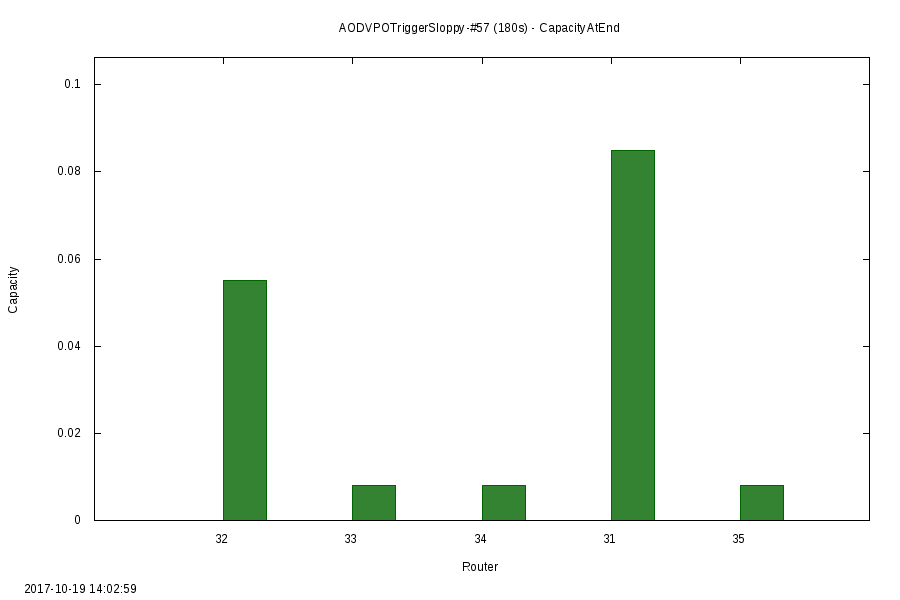 AODVPOTriggerSloppy-#57 (180s) - CapacityAtEnd
0.1
0.08
0.06
0.04
0.02
0
Capacity
32 33 34 31 35
Router
2017-10-19 14:02:59